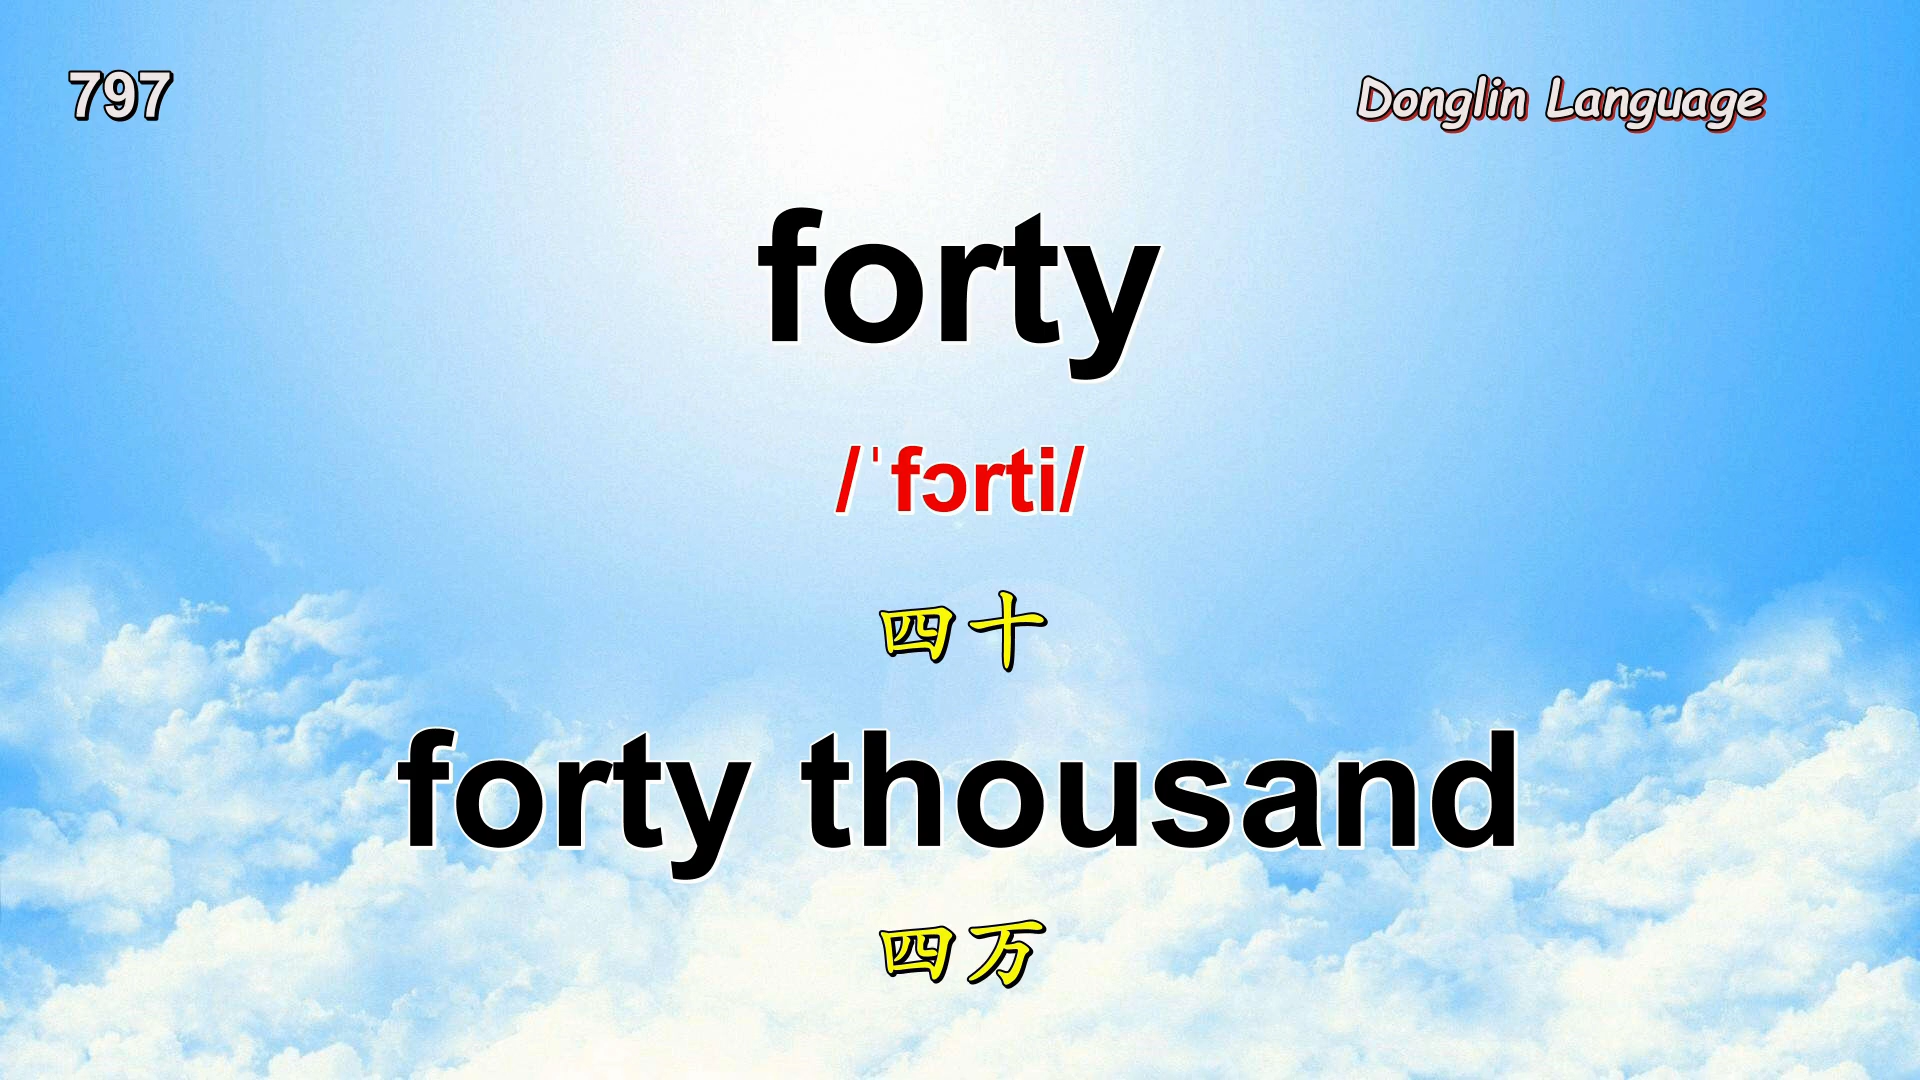 797
Donglin Language
forty
/ˈfɔrti/
四十
forty thousand
四万